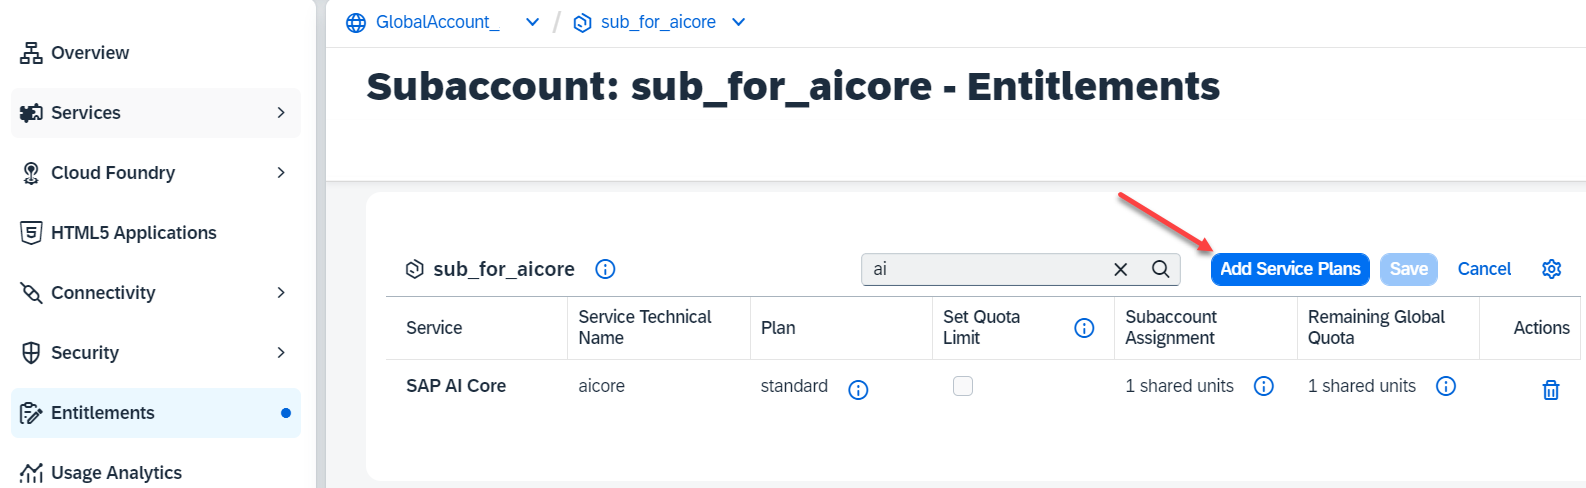 GlobalAccount_ / sub_for_aicore
Overview
Services
Cloud Foundry
HTML5 Applications
Connectivity
Security
Entitlements
Usage Analytics
Subaccount: sub_for_aicore - Entitlements
sub_for_aicore
ai
Add Service Plans
Save
Cancel
Service
Service Technical
Name
Plan
Set Quota
Limit
Subaccount
Assignment
Remaining Global
Quota
Actions
SAP AI Core
aicore
standard
1 shared units
1 shared units